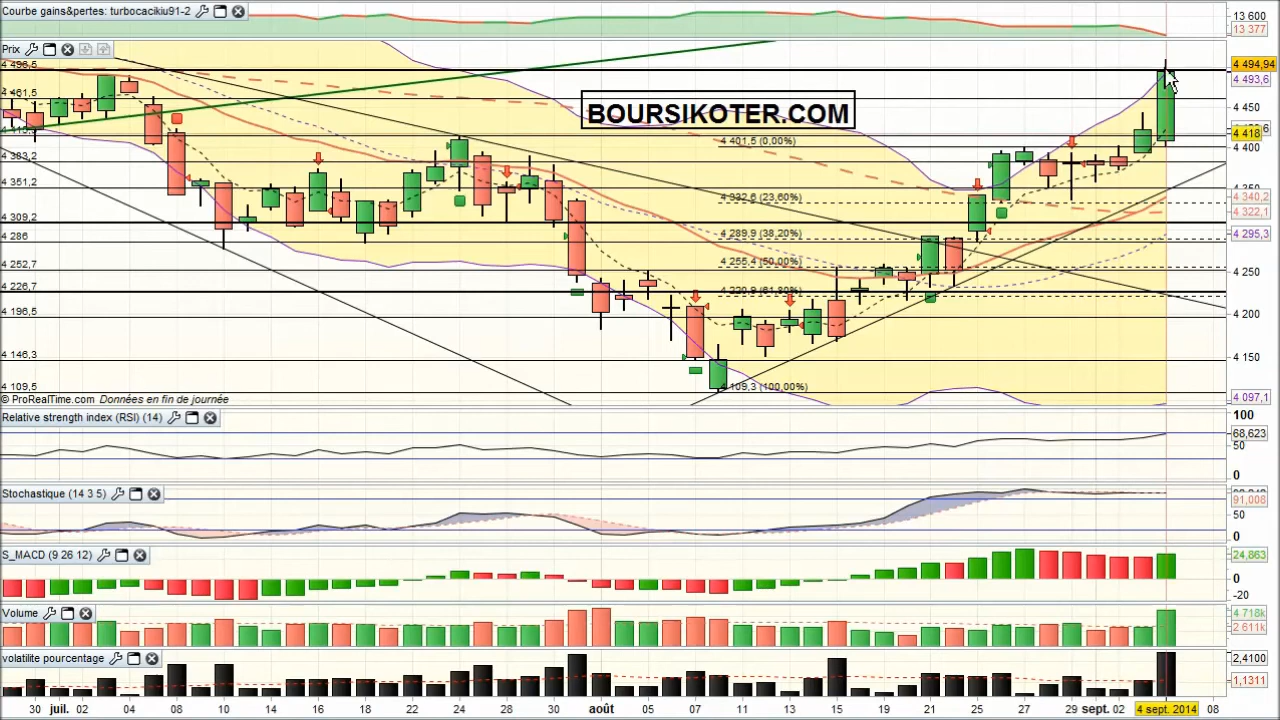 Courbe gains&pertes: turbocacikiu91-2
13 600
13 377
Prix
4 494,94
4 493,6
4 461,5
4 450
BOURSIKOTER.COM
4 418
4 401,5 (0,00%)
4 400
4 383,2
4 351,2
4 332,6 (23,60%)
4 340,2
4 322,1
4 309,2
4 289,9 (38,20%)
4 295,3
4 286
4 252,7
4 255,4 (50,00%)
4 250
4 226,7
4 220,9 (61,80%)
4 196,5
4 200
4 146,3
4 150
4 109,5
4 109,3 (100,00%)
4 097,1
© ProRealTime.com Données en fin de journée
Relative strength index (RSI) (14)
100
68,623
50
0
Stochastique (14 3 5)
91,008
50
0
S_MACD (9 26 12)
24,863
0
-20
Volume
4 718k
2 611k
volatilite pourcentage
2,4100
1,1311
30 juil. 02 04 08 10 14 16 18 22 24 28 30 août 05 07 11 13 15 19 21 25 27 29 sept. 02 4 sept. 2014 08